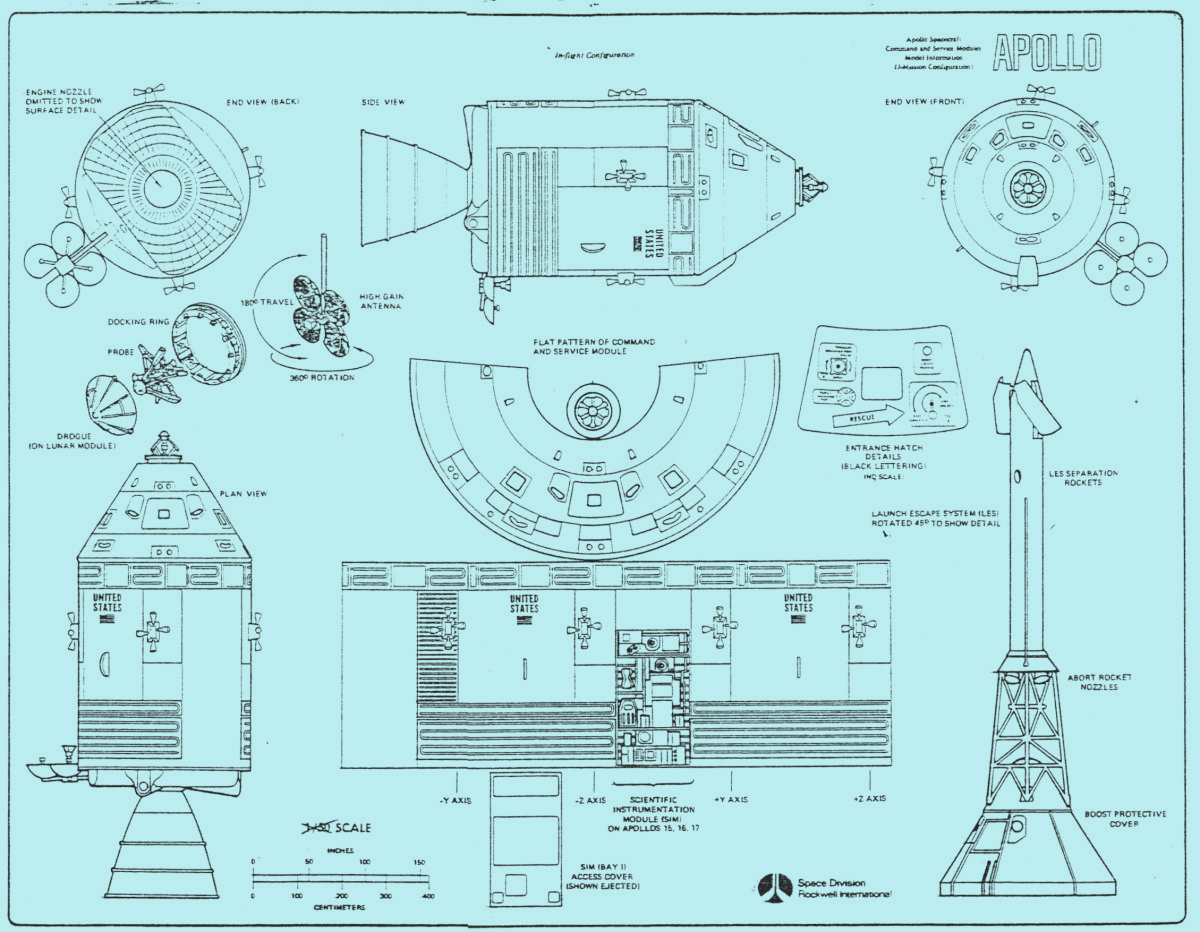 In-flight Configuration
Apollo Spacecraft
Command and Service Modules
Model Information
(J-Mission Configuration)
APOLLO
ENGINE NOZZLE
OMITTED TO SHOW
SURFACE DETAIL
END VIEW (BACK)
SIDE VIEW
END VIEW (FRONT)
UNITED
STATES
180° TRAVEL
HIGH GAIN
ANTENNA
360° ROTATION
DOCKING RING
PROBE
DROGUE
(ON LUNAR MODULE)
FLAT PATTERN OF COMMAND
AND SERVICE MODULE
RESCUE
ENTRANCE HATCH
DETAILS
(BLACK LETTERING)
(NO SCALE)
LES SEPARATION
ROCKETS
LAUNCH ESCAPE SYSTEM (LES)
ROTATED 45° TO SHOW DETAIL
PLAN VIEW
UNITED
STATES
UNITED
STATES
UNITED
STATES
ABORT ROCKET
NOZZLES
BOOST PROTECTIVE
COVER
-Y AXIS
-Z AXIS
SCIENTIFIC
INSTRUMENTATION
MODULE (SIM)
ON APOLLOS 15, 16, 17
+Y AXIS
+Z AXIS
SIM (BAY 1)
ACCESS COVER
(SHOWN EJECTED)
SCALE
INCHES
0 50 100 150
0 100 200 300 400
CENTIMETERS
Space Division
Rockwell International